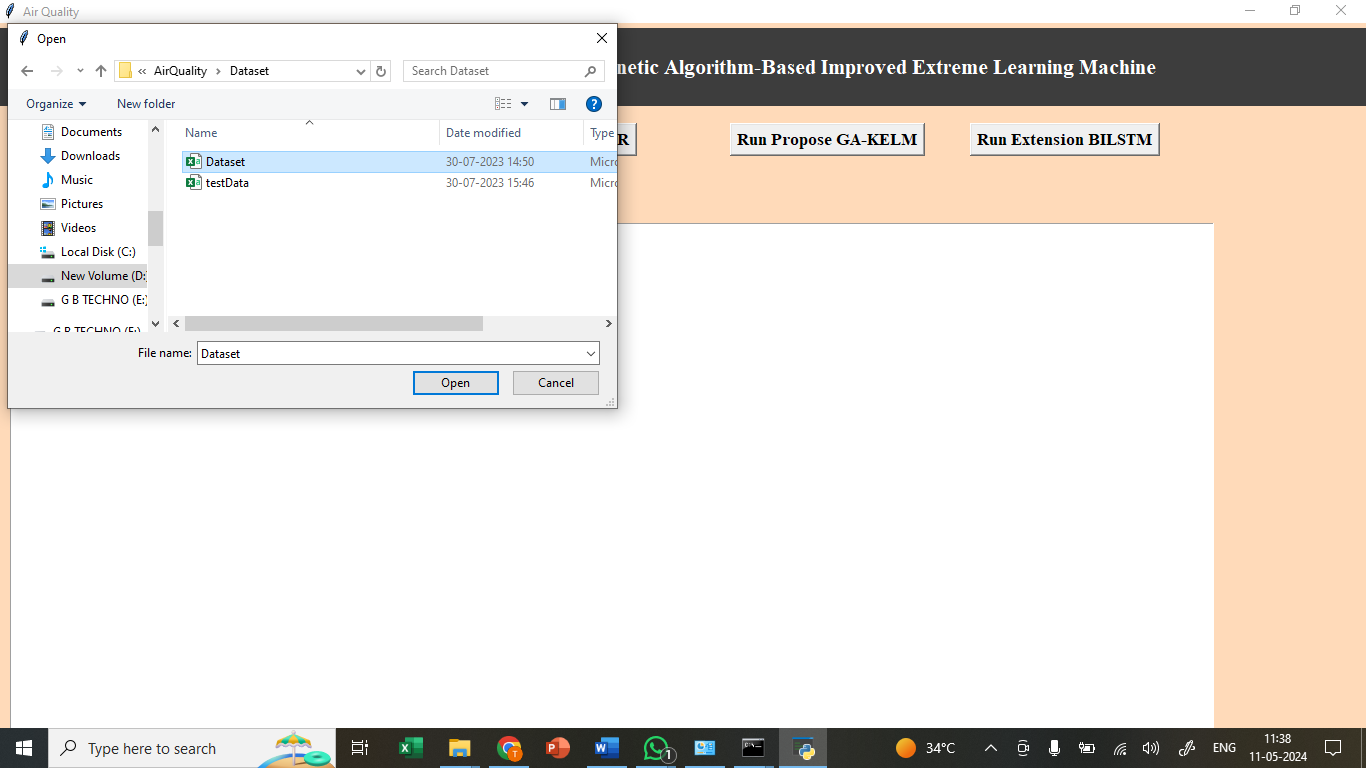 Air Quality
Open
« AirQuality › Dataset
Search Dataset
netic Algorithm-Based Improved Extreme Learning Machine
Organize
New folder
R
Run Propose GA-KELM
Run Extension BILSTM
Documents
Downloads
Music
Pictures
Videos
Local Disk (C:)
New Volume (D:
G B TECHNO (E:)
G B TECHNO (E:)
Name
Date modified
Type
Dataset
30-07-2023 14:50
Micro
testData
30-07-2023 15:46
Micro
File name:
Dataset
Open
Cancel
Type here to search
1
34°C
ENG
11:38
11-05-2024